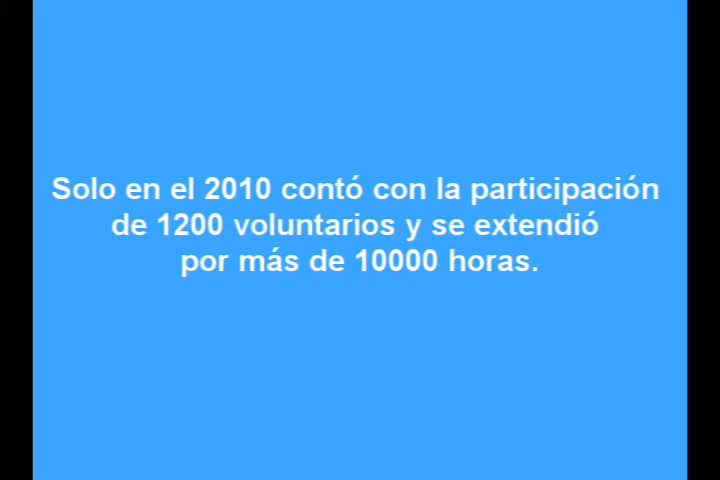 Solo en el 2010 contó con la participación
de 1200 voluntarios y se extendió
por más de 10000 horas.